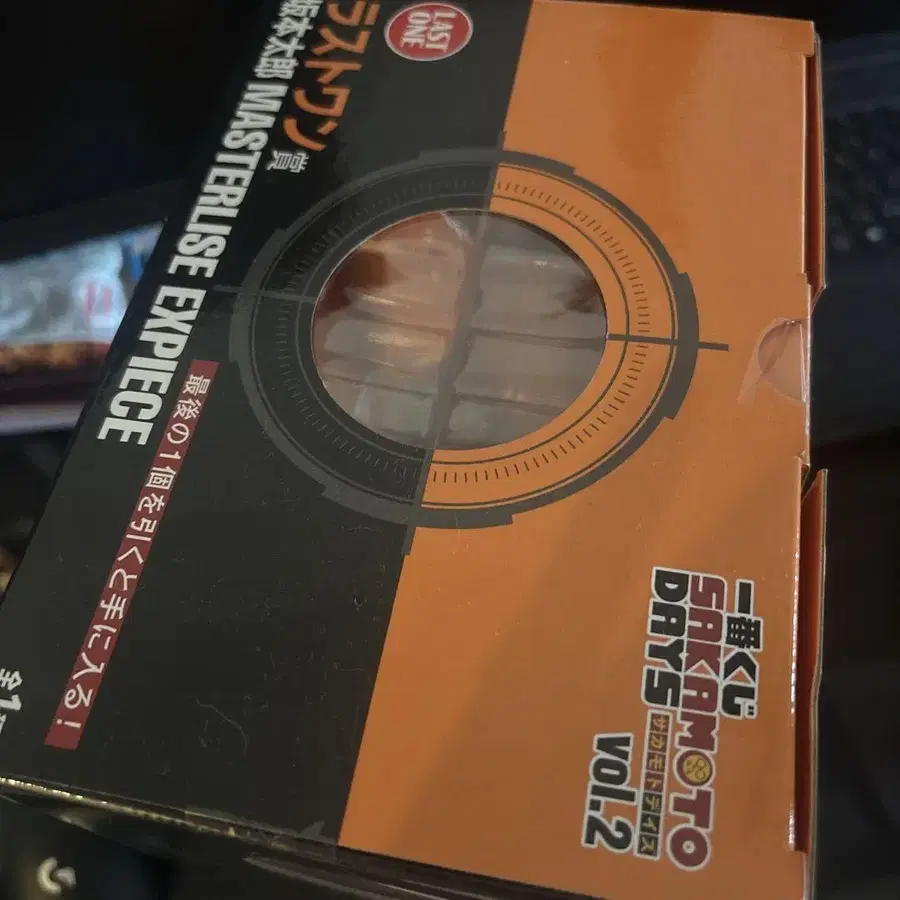 LAST
ONE
ラストワン賞
坂本太郎 MASTERLISE EXPIECE
最後の1個を引くと手に入る!
全1
一番くじ
SAKAMOTO
DAYS
サカモトデイズ
vol.2